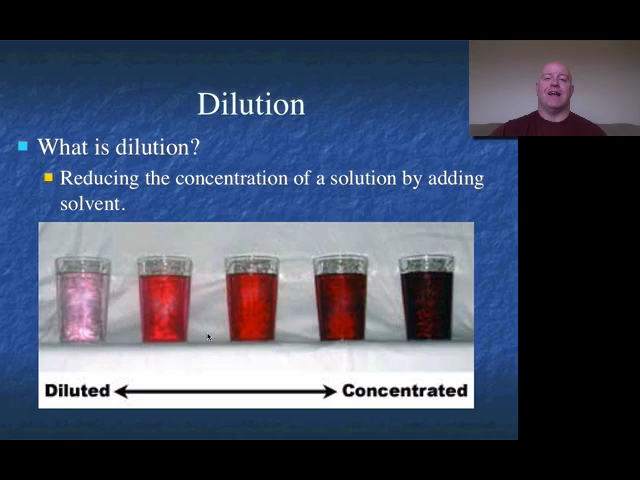 Dilution
What is dilution?
Reducing the concentration of a solution by adding
solvent.
Diluted
Concentrated